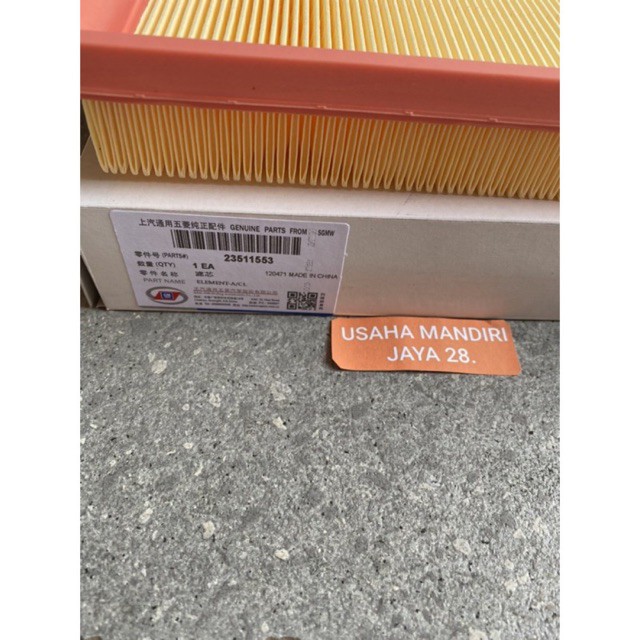 上汽通用五菱纯正配件 GENUINE PARTS FROM SGMW
零件号 (PARTS#) 23511553
数量 (QTY) 1 EA
零件名称 滤芯 120471 MADE IN CHINA
PART NAME ELEMENT-A/CL
USAHA MANDIRI
JAYA 28.